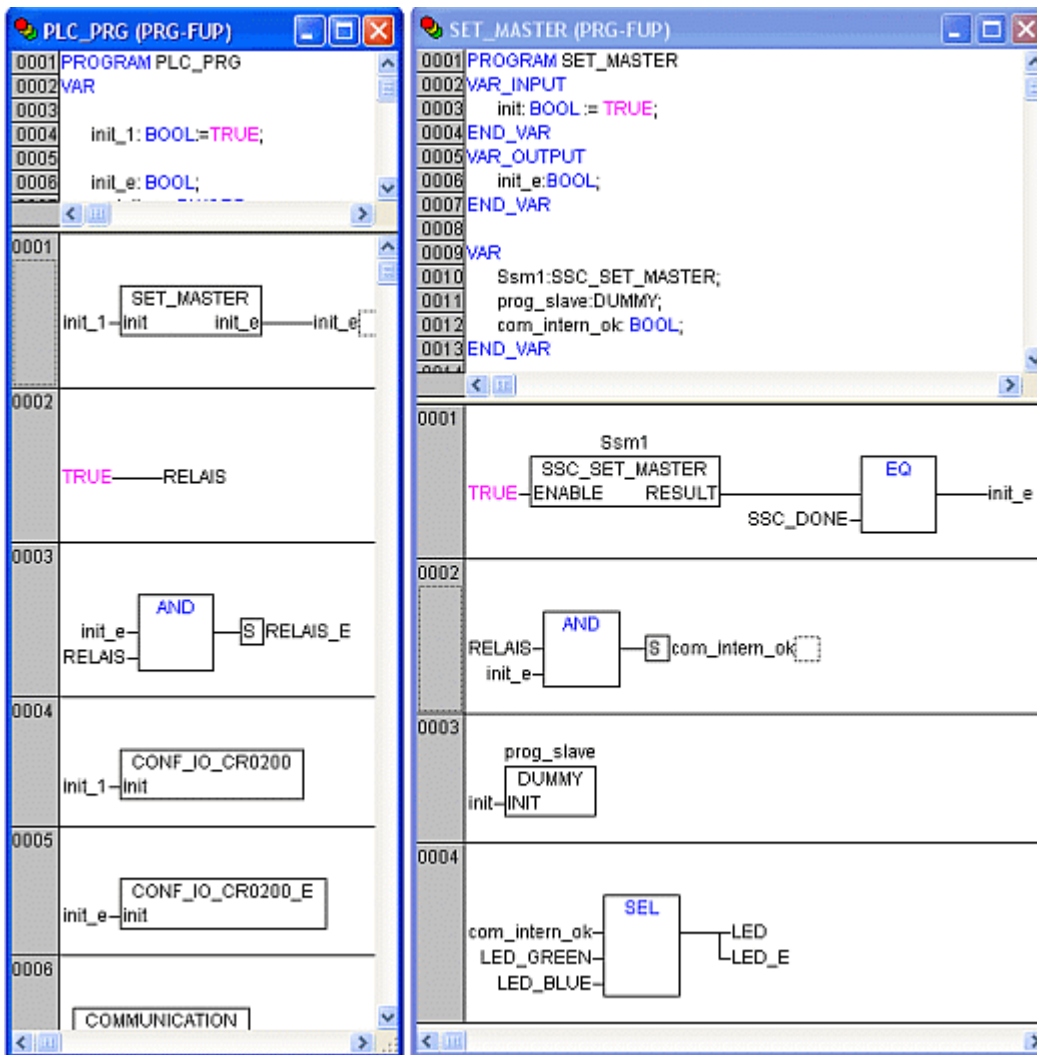 PLC_PRG (PRG-FUP)
0001 PROGRAM PLC_PRG
0002 VAR
0003
0004 init_1: BOOL:=TRUE;
0005
0006 init_e: BOOL;
0001
SET_MASTER
init_1 init init_e init_e
0002
TRUE RELAIS
0003
AND
init_e S RELAIS_E
RELAIS
0004
CONF_IO_CR0200
init_1 init
0005
CONF_IO_CR0200_E
init_e init
0006
COMMUNICATION
SET_MASTER (PRG-FUP)
0001 PROGRAM SET_MASTER
0002 VAR_INPUT
0003 init: BOOL := TRUE;
0004 END_VAR
0005 VAR_OUTPUT
0006 init_e:BOOL;
0007 END_VAR
0008
0009 VAR
0010 Ssm1:SSC_SET_MASTER;
0011 prog_slave:DUMMY;
0012 com_intern_ok: BOOL;
0013 END_VAR
0014
0001
Ssm1
SSC_SET_MASTER EQ
TRUE ENABLE RESULT init_e
SSC_DONE
0002
AND
RELAIS S com_intern_ok
init_e
0003
prog_slave
DUMMY
init INIT
0004
SEL
com_intern_ok LED
LED_GREEN LED_E
LED_BLUE